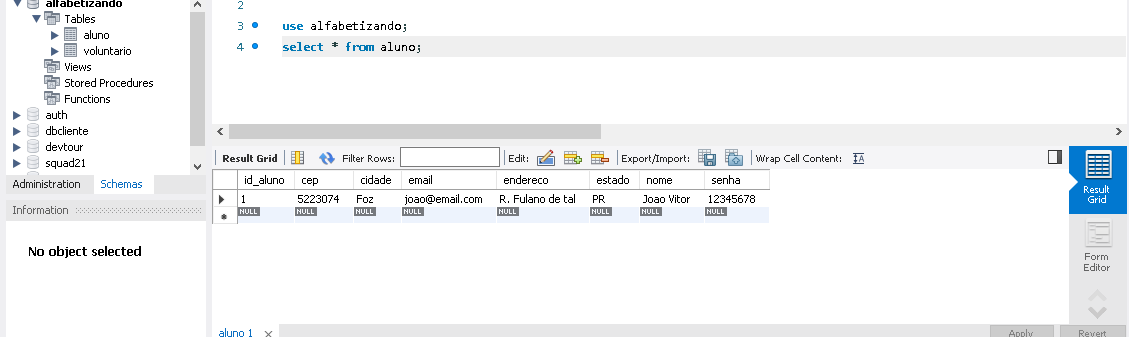 alfabetizando
Tables
aluno
voluntario
Views
Stored Procedures
Functions
auth
dbcliente
devtour
squad21
Administration Schemas
Information
No object selected
2
3 use alfabetizando;
4 select * from aluno;
Result Grid Filter Rows: Edit: Export/Import: Wrap Cell Content:
id_aluno cep cidade email endereco estado nome senha
1 5223074 Foz joao@email.com R. Fulano de tal PR Joao Vitor 12345678
NULL NULL NULL NULL NULL NULL NULL NULL
Result
Grid
Form
Editor
aluno 1
Apply Revert